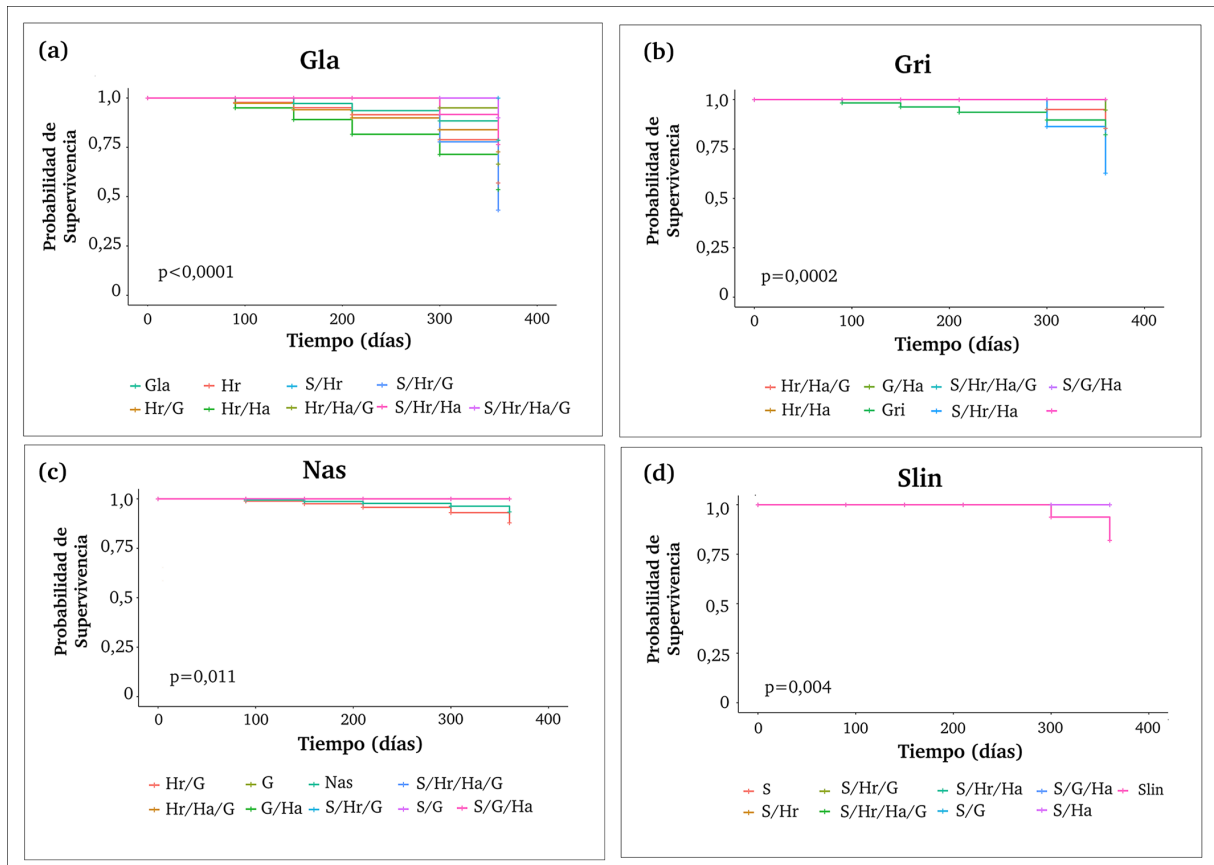 (a)
Gla
1,0
0,75
0,5
0,25
0
Probabilidad de
Supervivencia
p<0,0001
0 100 200 300 400
Tiempo (días)
Gla Hr S/Hr S/Hr/G
Hr/G Hr/Ha Hr/Ha/G S/Hr/Ha S/Hr/Ha/G
(b)
Gri
1,0
0,75
0,5
0,25
0
Probabilidad de
Supervivencia
p=0,0002
0 100 200 300 400
Tiempo (días)
Hr/Ha/G G/Ha S/Hr/Ha/G S/G/Ha
Hr/Ha Gri S/Hr/Ha
(c)
Nas
1,0
0,75
0,5
0,25
0
Probabilidad de
Supervivencia
p=0,011
0 100 200 300 400
Tiempo (días)
Hr/G G Nas S/Hr/Ha/G
Hr/Ha/G G/Ha S/Hr/G S/G S/G/Ha
(d)
Slin
1,0
0,75
0,5
0,25
0
Probabilidad de
Supervivencia
p=0,004
0 100 200 300 400
Tiempo (días)
S S/Hr/G S/Hr/Ha S/G/Ha Slin
S/Hr S/Hr/Ha/G S/G S/Ha